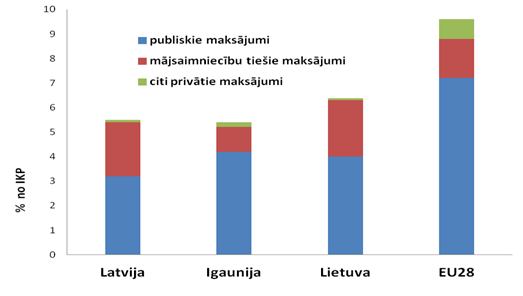 10
9
8
7
6
5
4
3
2
1
0
% no IKP
publiskie maksājumi
mājsaimniecību tiešie maksājumi
citi privātie maksājumi
Latvija Igaunija Lietuva EU28